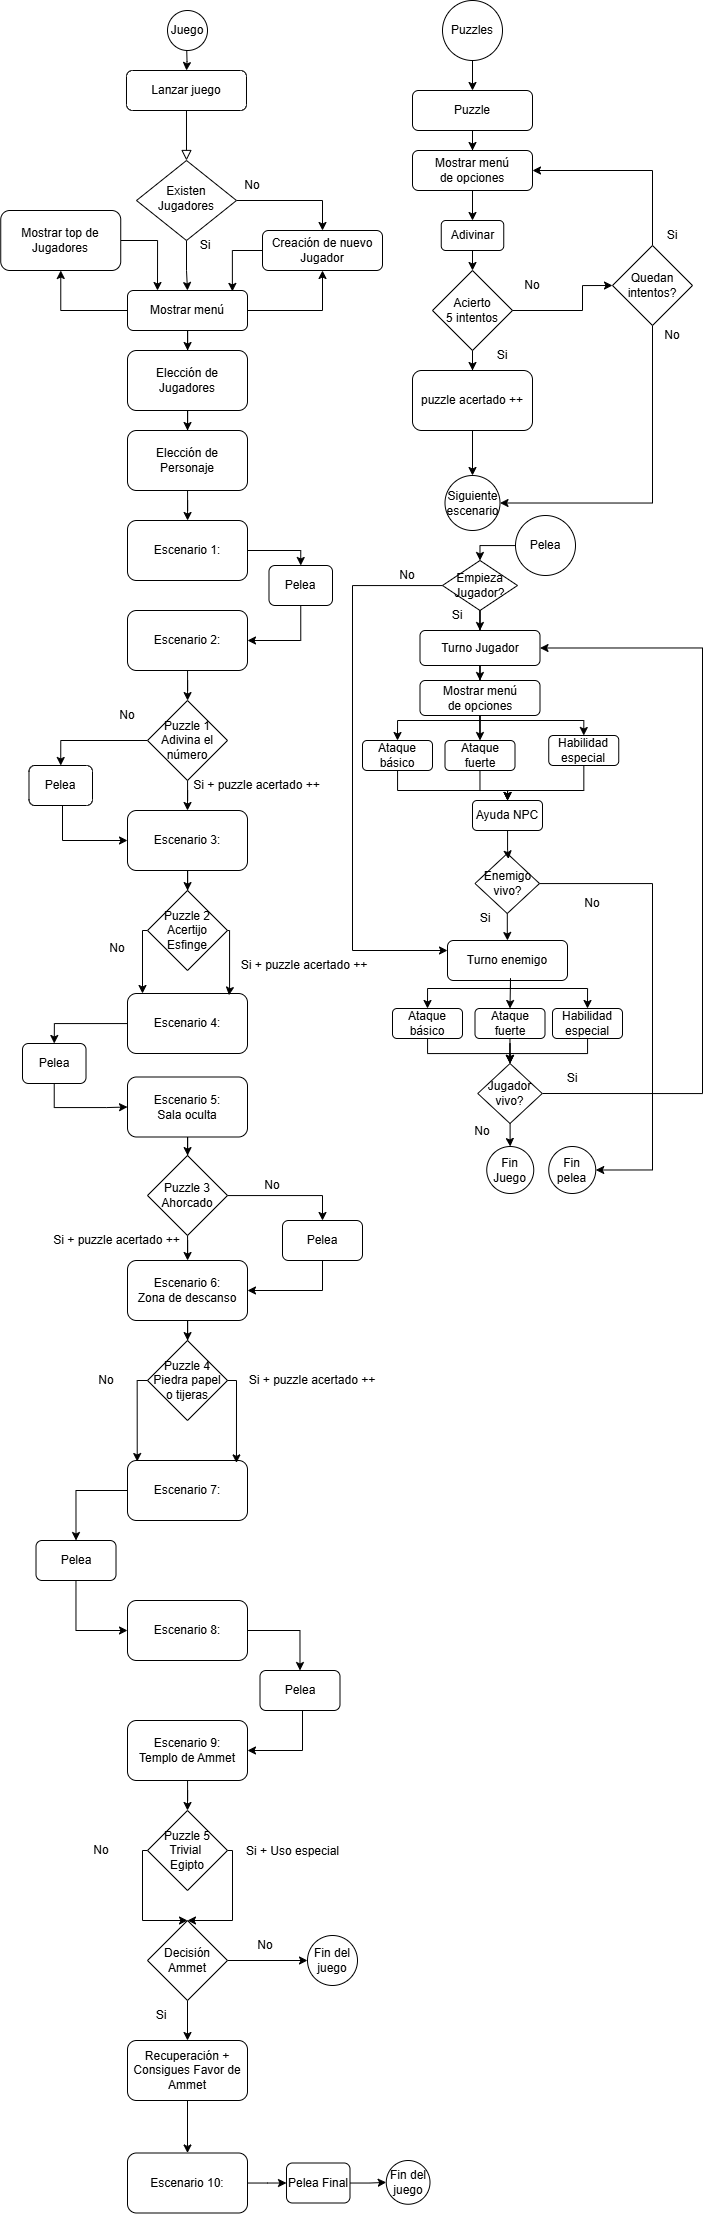 Juego
Lanzar juego
Existen
Jugadores
No
Si
Mostrar top de
Jugadores
Creación de nuevo
Jugador
Mostrar menú
Elección de
Jugadores
Elección de
Personaje
Escenario 1:
Pelea
Escenario 2:
No
Puzzle 1
Adivina el
número
Pelea
Si + puzzle acertado ++
Escenario 3:
Puzzle 2
Acertijo
Esfinge
No
Si + puzzle acertado ++
Escenario 4:
Pelea
Escenario 5:
Sala oculta
Puzzle 3
Ahorcado
No
Si + puzzle acertado ++
Pelea
Escenario 6:
Zona de descanso
Puzzle 4
Piedra papel
o tijeras
No
Si + puzzle acertado ++
Escenario 7:
Pelea
Escenario 8:
Pelea
Escenario 9:
Templo de Ammet
Puzzle 5
Trivial
Egipto
No
Si + Uso especial
Decisión
Ammet
No
Fin del
juego
Si
Recuperación +
Consigues Favor de
Ammet
Escenario 10:
Pelea Final
Fin del
juego
Puzzles
Puzzle
Mostrar menú
de opciones
Adivinar
Acierto
5 intentos
No
Si
Quedan
intentos?
Si
No
puzzle acertado ++
Siguiente
escenario
Pelea
Empieza
Jugador?
No
Si
Turno Jugador
Mostrar menú
de opciones
Ataque
básico
Ataque
fuerte
Habilidad
especial
Ayuda NPC
Enemigo
vivo?
Si
No
Turno enemigo
Ataque
básico
Ataque
fuerte
Habilidad
especial
Jugador
vivo?
Si
No
Fin
Juego
Fin
pelea